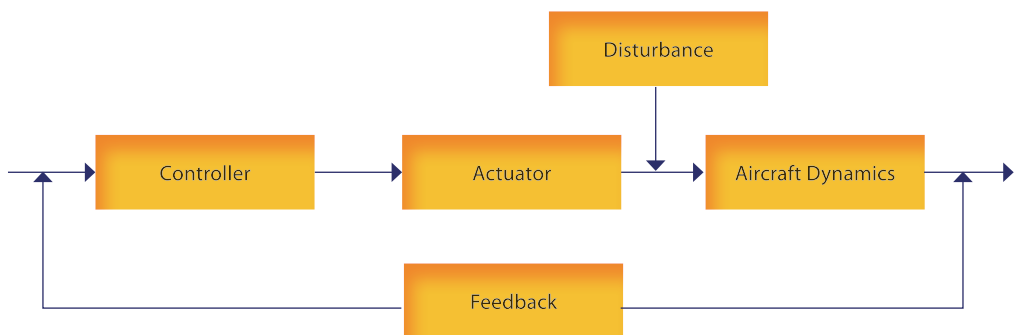 Disturbance
Controller
Actuator
Aircraft Dynamics
Feedback